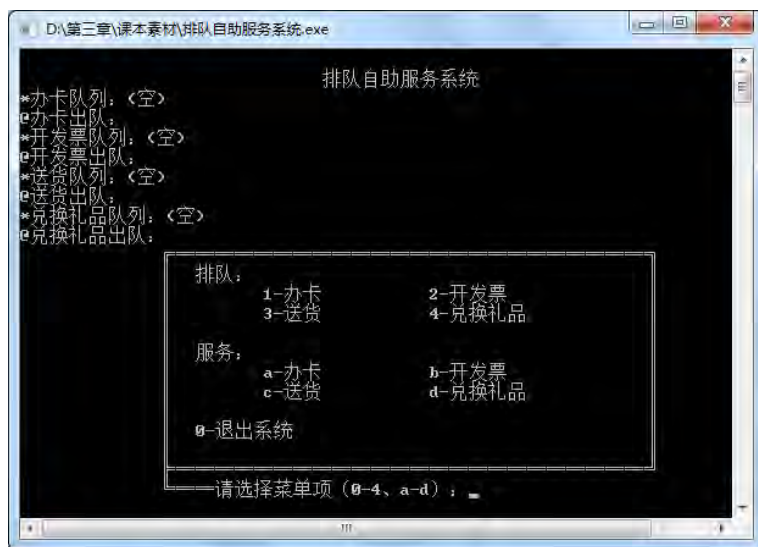 D:\第三章\课本素材\排队自助服务系统.exe
排队自助服务系统
*办卡队列：<空>
@办卡出队：
*开发票队列：<空>
@开发票出队：
*送货队列：<空>
@送货出队：
*兑换礼品队列：<空>
@兑换礼品出队：
排队：
1-办卡 2-开发票
3-送货 4-兑换礼品
服务：
a-办卡 b-开发票
c-送货 d-兑换礼品
0-退出系统
请选择菜单项（0-4、a-d）：